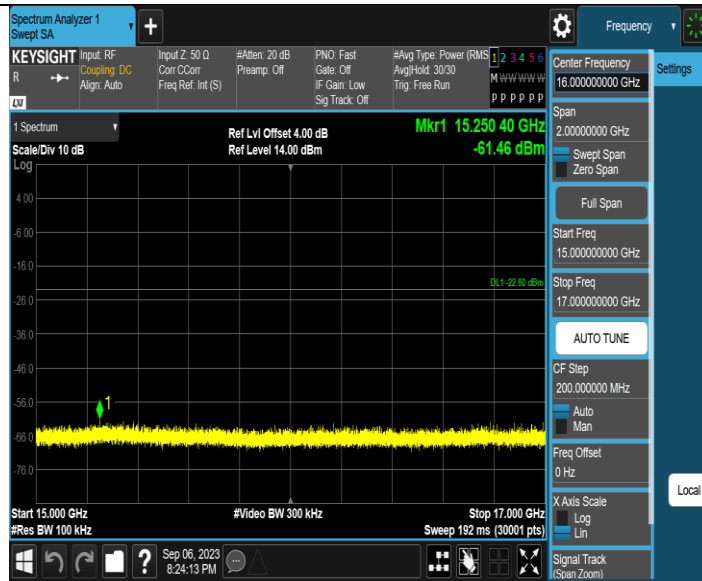 Spectrum Analyzer 1
Swept SA
Frequency
KEYSIGHT
R
LXI
Input: RF
Coupling: DC
Align: Auto
Input Z: 50 Ω
Corr CCorr
Freq Ref: Int (S)
#Atten: 20 dB
Preamp: Off
PNO: Fast
Gate: Off
IF Gain: Low
Sig Track: Off
#Avg Type: Power (RMS
Avg|Hold: 30/30
Trig: Free Run
1 2 3 4 5 6
M W W W W W
P P P P P P
1 Spectrum
Scale/Div 10 dB
Log
Ref Lvl Offset 4.00 dB
Ref Level 14.00 dBm
Mkr1 15.250 40 GHz
-61.46 dBm
4.00
-6.00
-16.0
DL1 -22.80 dBm
-26.0
-36.0
-46.0
-56.0
1
-66.0
-76.0
Start 15.000 GHz
#Video BW 300 kHz
Stop 17.000 GHz
#Res BW 100 kHz
Sweep 192 ms (30001 pts)
?
Sep 06, 2023
8:24:13 PM
Center Frequency
16.000000000 GHz
Settings
Span
2.00000000 GHz
Swept Span
Zero Span
Full Span
Start Freq
15.000000000 GHz
Stop Freq
17.000000000 GHz
AUTO TUNE
CF Step
200.000000 MHz
Auto
Man
Freq Offset
0 Hz
Local
X Axis Scale
Log
Lin
Signal Track
(Span Zoom)